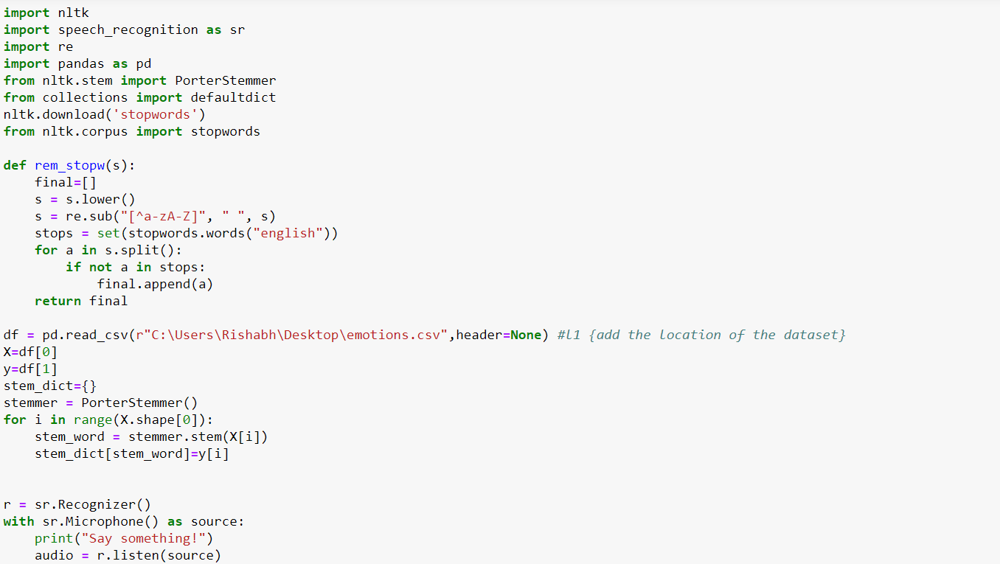 import nltk
import speech_recognition as sr
import re
import pandas as pd
from nltk.stem import PorterStemmer
from collections import defaultdict
nltk.download('stopwords')
from nltk.corpus import stopwords

def rem_stopw(s):
    final=[]
    s = s.lower()
    s = re.sub("[^a-zA-Z]", " ", s)
    stops = set(stopwords.words("english"))
    for a in s.split():
        if not a in stops:
            final.append(a)
    return final

df = pd.read_csv(r"C:\Users\Rishabh\Desktop\emotions.csv",header=None) #l1 {add the location of the dataset}
X=df[0]
y=df[1]
stem_dict={}
stemmer = PorterStemmer()
for i in range(X.shape[0]):
    stem_word = stemmer.stem(X[i])
    stem_dict[stem_word]=y[i]


r = sr.Recognizer()
with sr.Microphone() as source:
    print("Say something!")
    audio = r.listen(source)